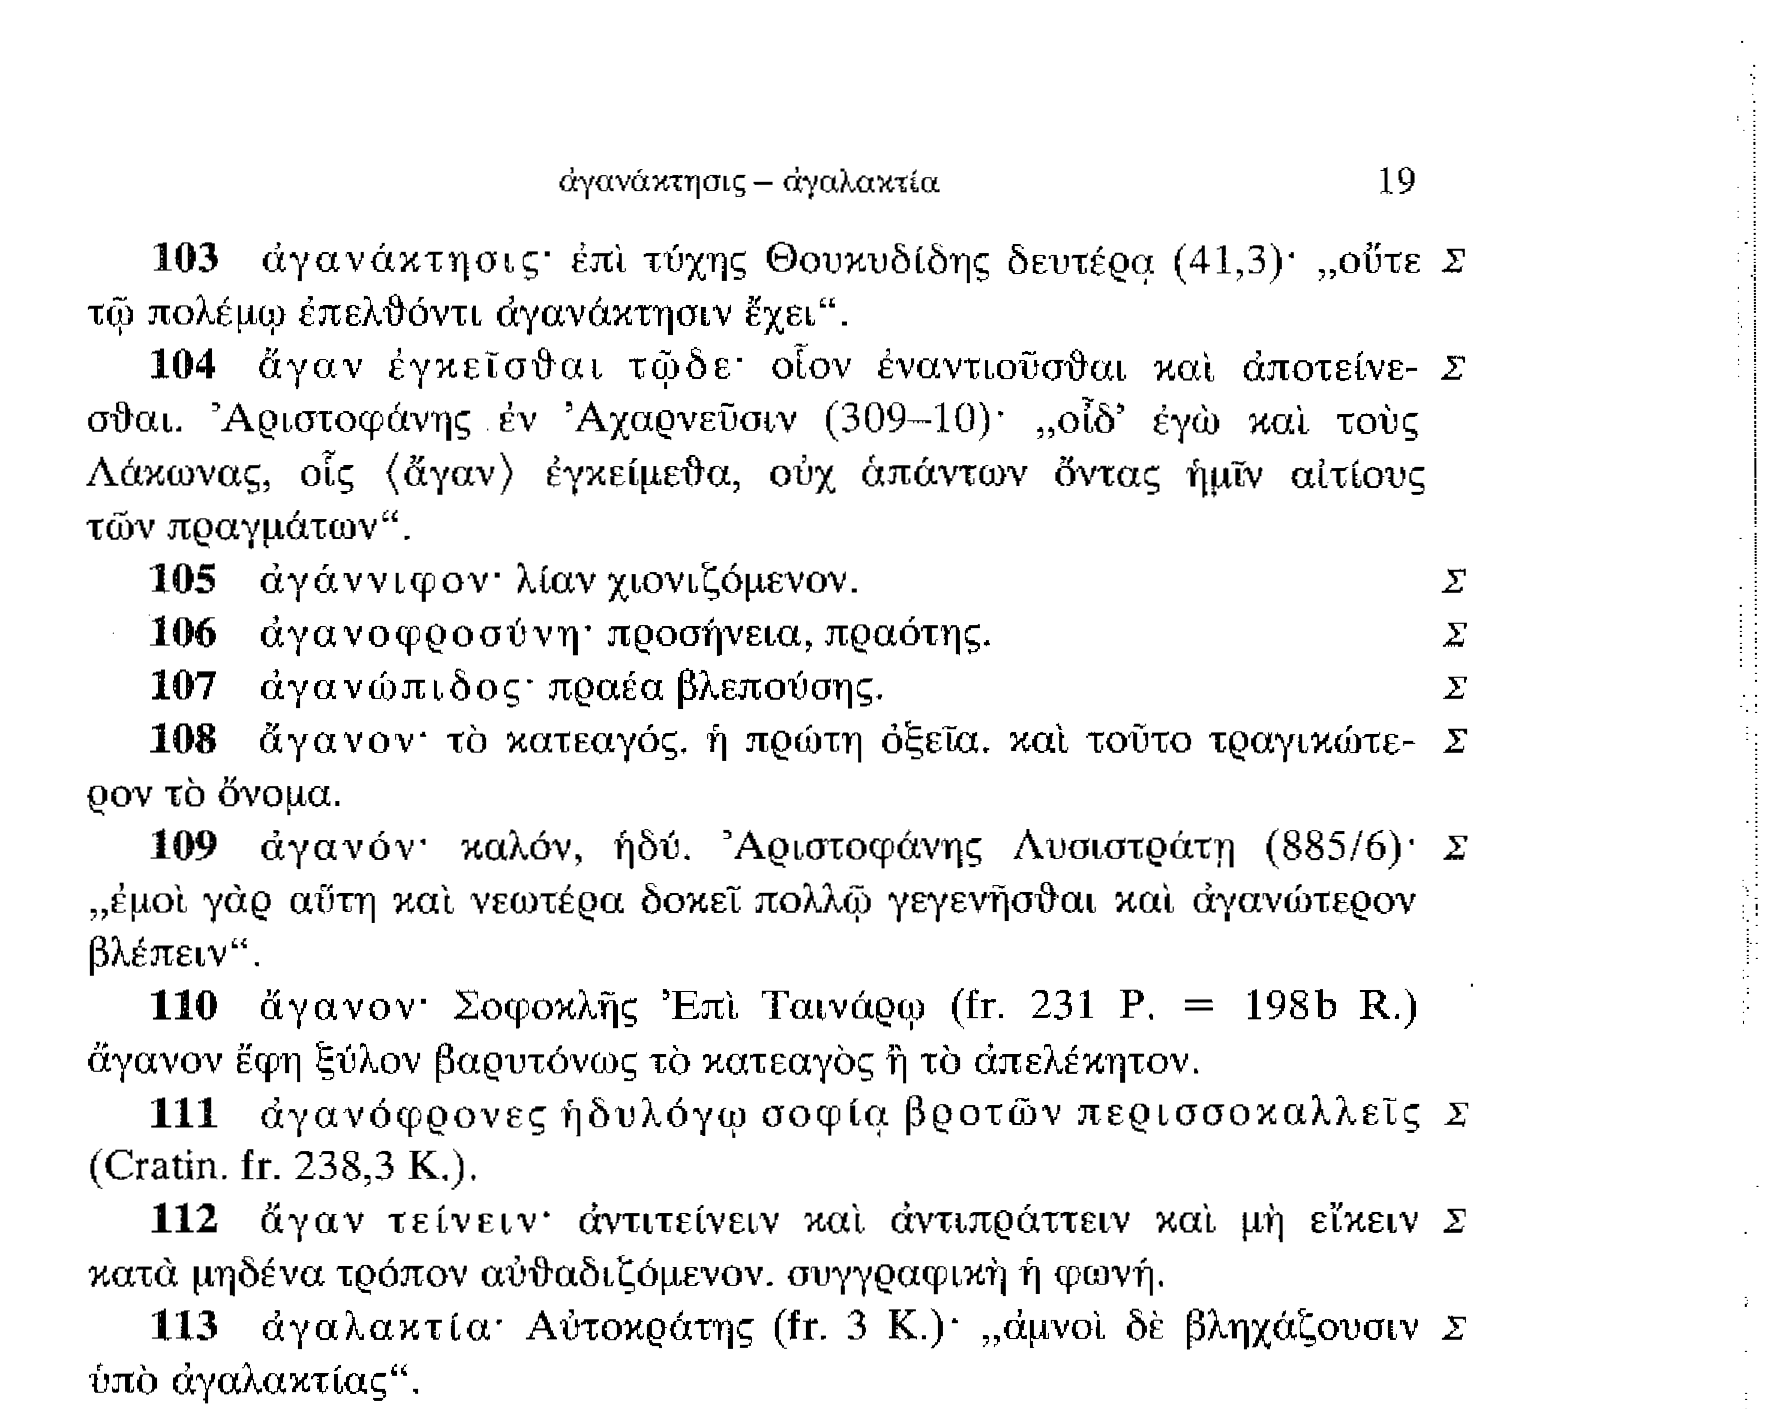 ἀγανάκτησις – ἀγαλακτία 19
103 ἀγανάκτησις· ἐπὶ τύχης Θουκυδίδης δευτέρᾳ (41,3)· „οὔτε Σ
τῷ πολέμῳ ἐπελθόντι ἀγανάκτησιν ἔχει“.
104 ἄγαν ἐγκεῖσθαι τῷδε· οἷον ἐναντιοῦσθαι καὶ ἀποτείνε- Σ
σθαι. Ἀριστοφάνης ἐν Ἀχαρνεῦσιν (309–10)· „οἶδ’ ἐγὼ καὶ τοὺς
Λάκωνας, οἷς ⟨ἄγαν⟩ ἐγκείμεθα, οὐχ ἁπάντων ὄντας ἡμῖν αἰτίους
τῶν πραγμάτων“.
105 ἀγάννιφον· λίαν χιονιζόμενον. Σ
106 ἀγανοφροσύνη· προσήνεια, πραότης. Σ
107 ἀγανώπιδος· πραέα βλεπούσης. Σ
108 ἄγανον· τὸ κατεαγός. ἡ πρώτη ὀξεῖα. καὶ τοῦτο τραγικώτε- Σ
ρον τὸ ὄνομα.
109 ἀγανόν· καλόν, ἡδύ. Ἀριστοφάνης Λυσιστράτῃ (885/6)· Σ
„ἐμοὶ γὰρ αὕτη καὶ νεωτέρα δοκεῖ πολλῷ γεγενῆσθαι καὶ ἀγανώτερον
βλέπειν“.
110 ἄγανον· Σοφοκλῆς Ἐπὶ Ταινάρῳ (fr. 231 P. = 198b R.)
ἄγανον ἔφη ξύλον βαρυτόνως τὸ κατεαγὸς ἢ τὸ ἀπελέκητον.
111 ἀγανόφρονες ἡδυλόγῳ σοφίᾳ βροτῶν περισσοκαλλεῖς Σ
(Cratin. fr. 238,3 K.).
112 ἄγαν τείνειν· ἀντιτείνειν καὶ ἀντιπράττειν καὶ μὴ εἴκειν Σ
κατὰ μηδένα τρόπον αὐθαδιζόμενον. συγγραφικὴ ἡ φωνή.
113 ἀγαλακτία· Αὐτοκράτης (fr. 3 K.)· „ἀμνοὶ δὲ βληχάζουσιν Σ
ὑπὸ ἀγαλακτίας“.